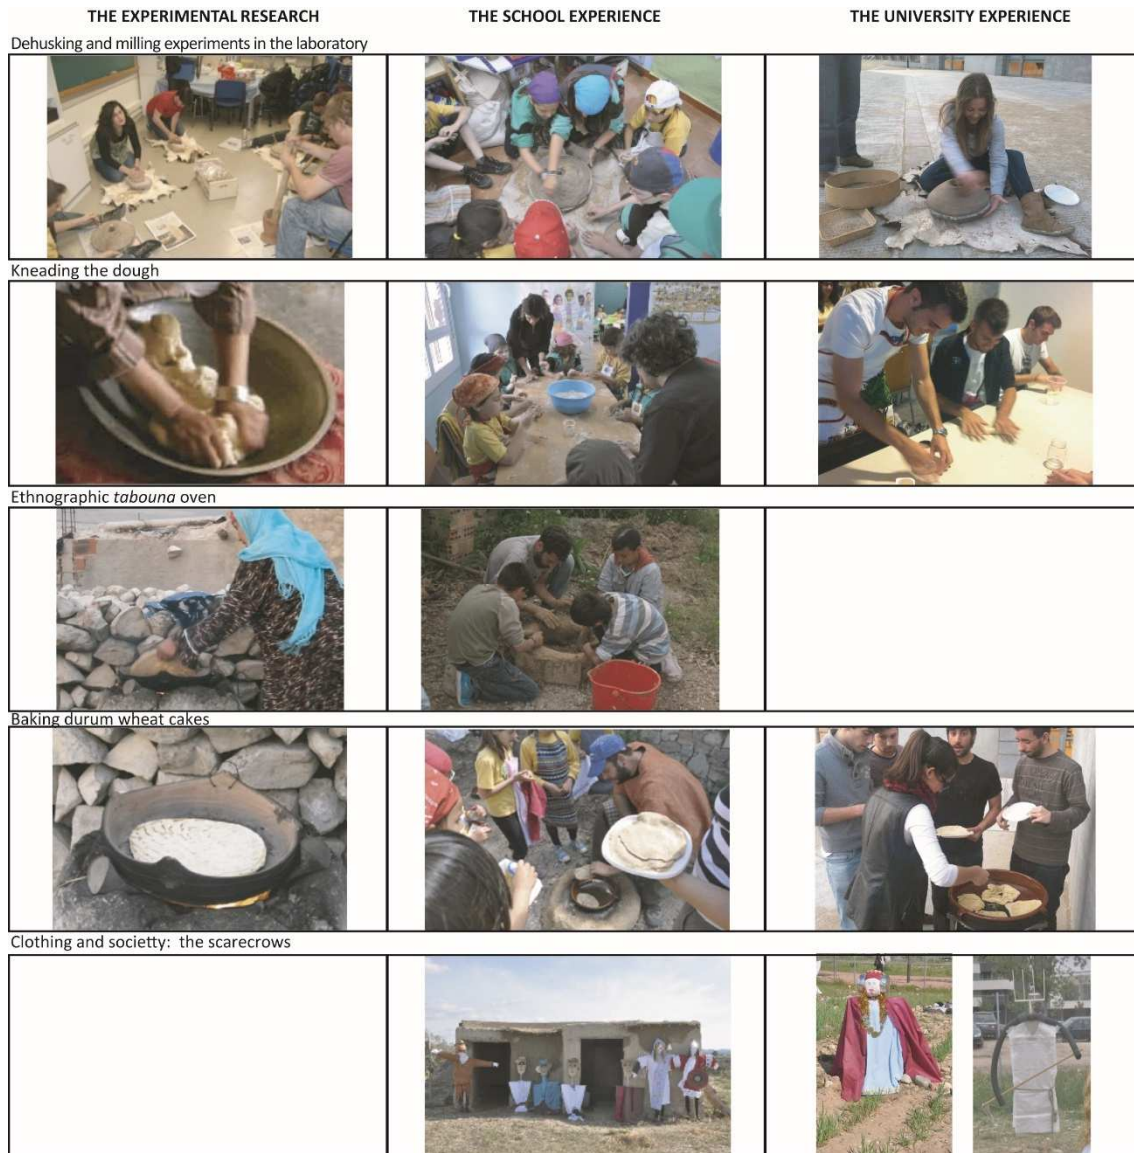 THE EXPERIMENTAL RESEARCH THE SCHOOL EXPERIENCE THE UNIVERSITY EXPERIENCE
Dehusking and milling experiments in the laboratory
Kneading the dough
Ethnographic tabouna oven
Baking durum wheat cakes
Clothing and societty: the scarecrows